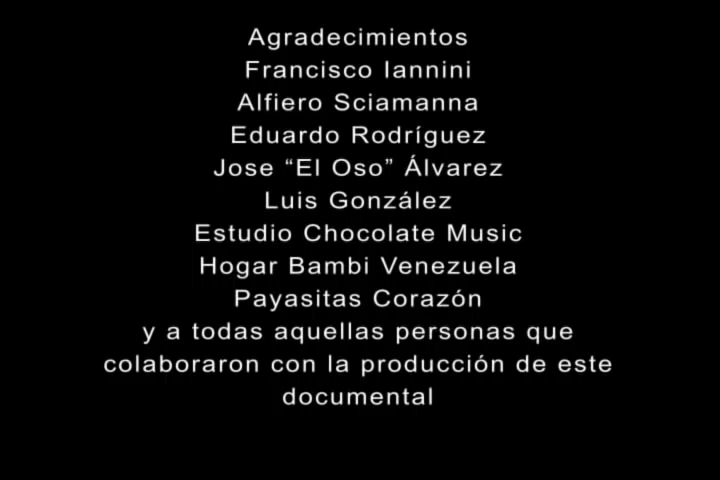 Agradecimientos
Francisco Iannini
Alfiero Sciamanna
Eduardo Rodríguez
Jose “El Oso” Álvarez
Luis González
Estudio Chocolate Music
Hogar Bambi Venezuela
Payasitas Corazón
y a todas aquellas personas que
colaboraron con la producción de este
documental